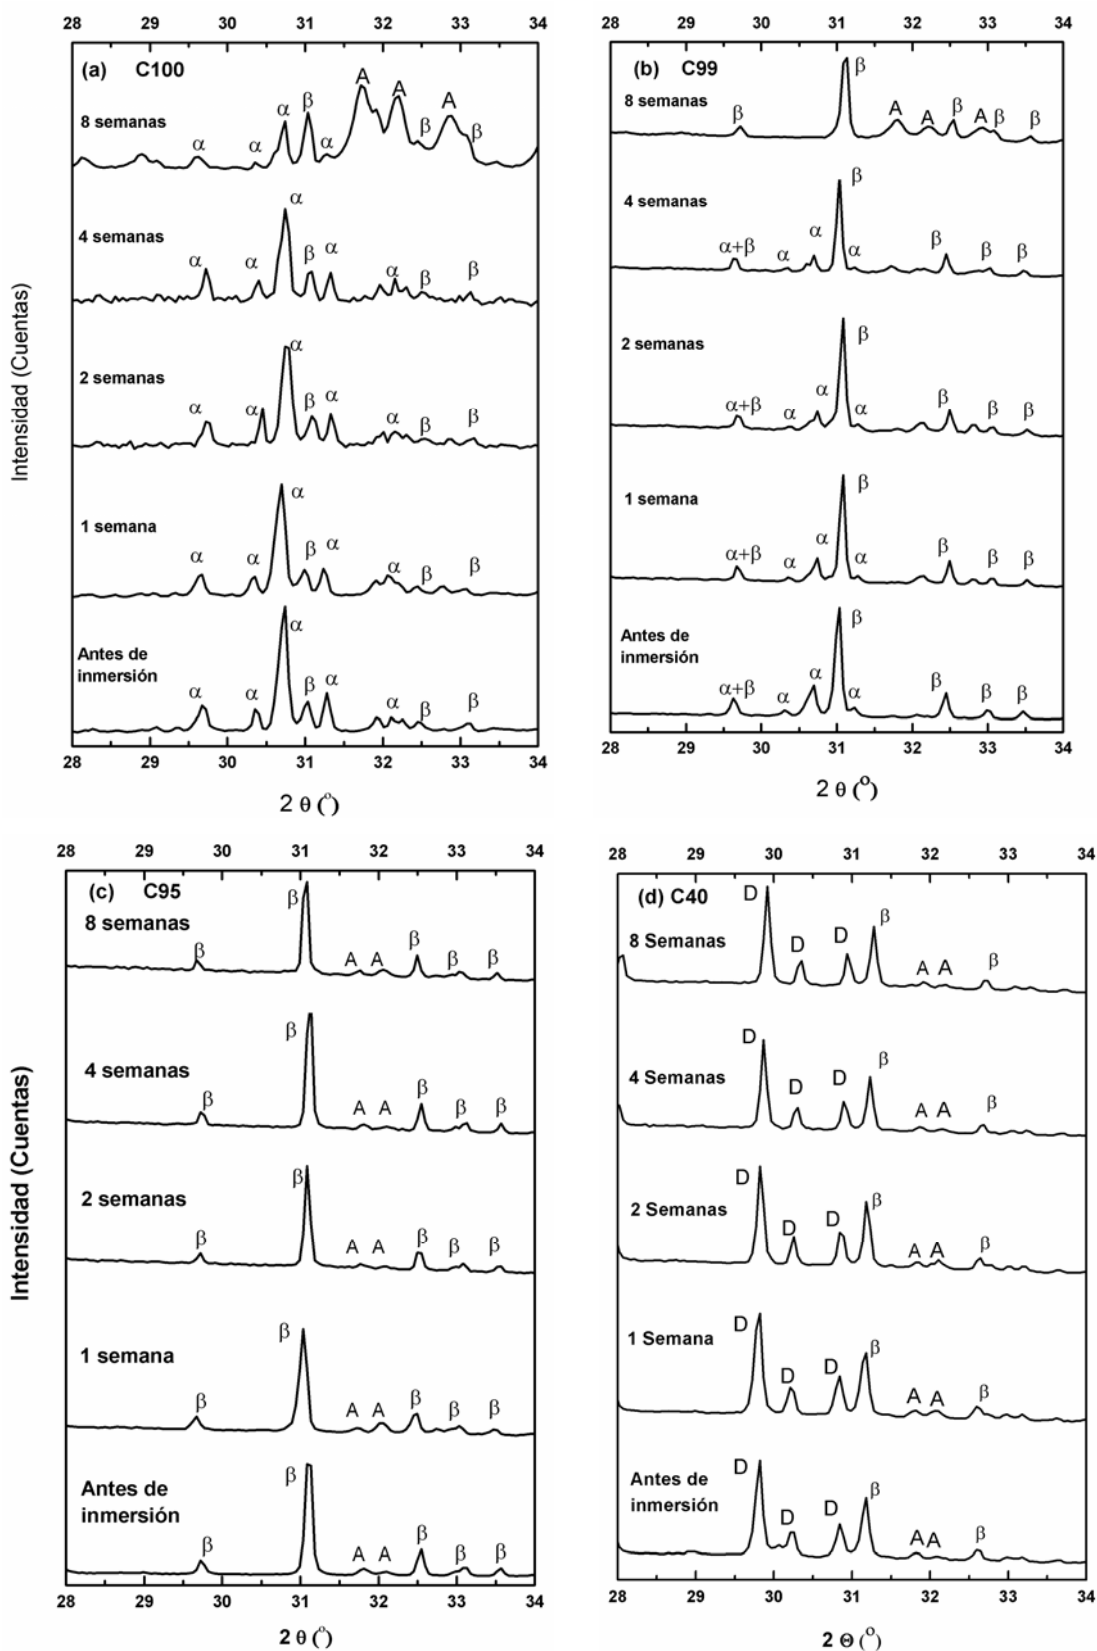 28 29 30 31 32 33 34
(a) C100
8 semanas
α α α β α A A β A β
4 semanas
α α α β α α β β
2 semanas
α α α β α α β β
1 semana
α α α β α α β β
Antes de
inmersión
α α α β α α β β
28 29 30 31 32 33 34
2 θ (°)
Intensidad (Cuentas)
28 29 30 31 32 33 34
(b) C99
8 semanas
β β A A β A β β
4 semanas
α+β α α β α β β β
2 semanas
α+β α α β α β β β
1 semana
α+β α α β α β β β
Antes de
inmersión
α+β α α β α β β β
28 29 30 31 32 33 34
2 θ (°)
28 29 30 31 32 33 34
(c) C95
8 semanas
β β A A β β β
4 semanas
β β A A β β β
2 semanas
β β A A β β β
1 semana
β β A A β β β
Antes de
inmersión
β β A A β β β
28 29 30 31 32 33 34
2 θ (°)
Intensidad (Cuentas)
28 29 30 31 32 33 34
(d) C40
8 Semanas
D D D β A A β
4 Semanas
D D D β A A β
2 Semanas
D D D β A A β
1 Semana
D D D β A A β
Antes de
inmersión
D D D β A A β
28 29 30 31 32 33 34
2 Θ (°)